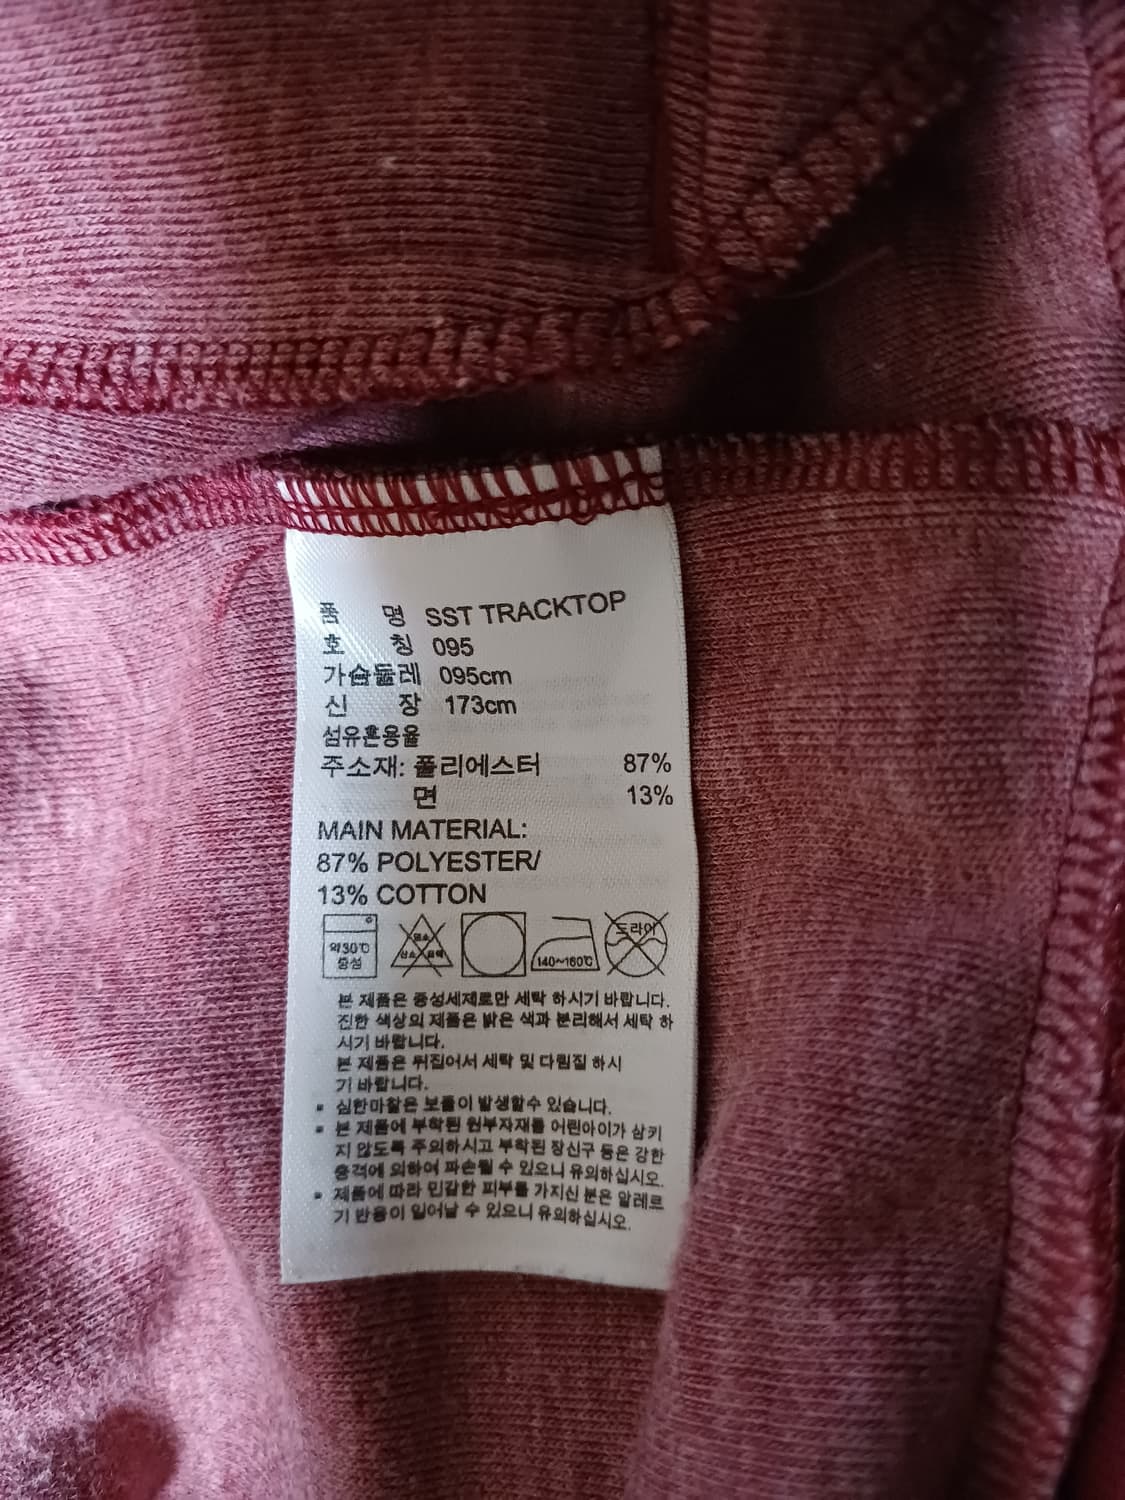 품 명 SST TRACKTOP
호 칭 095
가슴둘레 095cm
신 장 173cm
섬유혼용율
주소재: 폴리에스터 87%
면 13%
MAIN MATERIAL:
87% POLYESTER/
13% COTTON
약30℃ 중성 염소 산소 표백 140~160℃ 드라이
본 제품은 중성세제로만 세탁 하시기 바랍니다.
진한 색상의 제품은 밝은 색과 분리해서 세탁 하
시기 바랍니다.
본 제품은 뒤집어서 세탁 및 다림질 하시
기 바랍니다.
▪ 심한마찰은 보풀이 발생할수 있습니다.
▪ 본 제품에 부착된 원부자재를 어린아이가 삼키
지 않도록 주의하시고 부착된 장신구 등은 강한
충격에 의하여 파손될 수 있으니 유의하십시오.
▪ 제품에 따라 민감한 피부를 가지신 분은 알레르
기 반응이 일어날 수 있으니 유의하십시오.